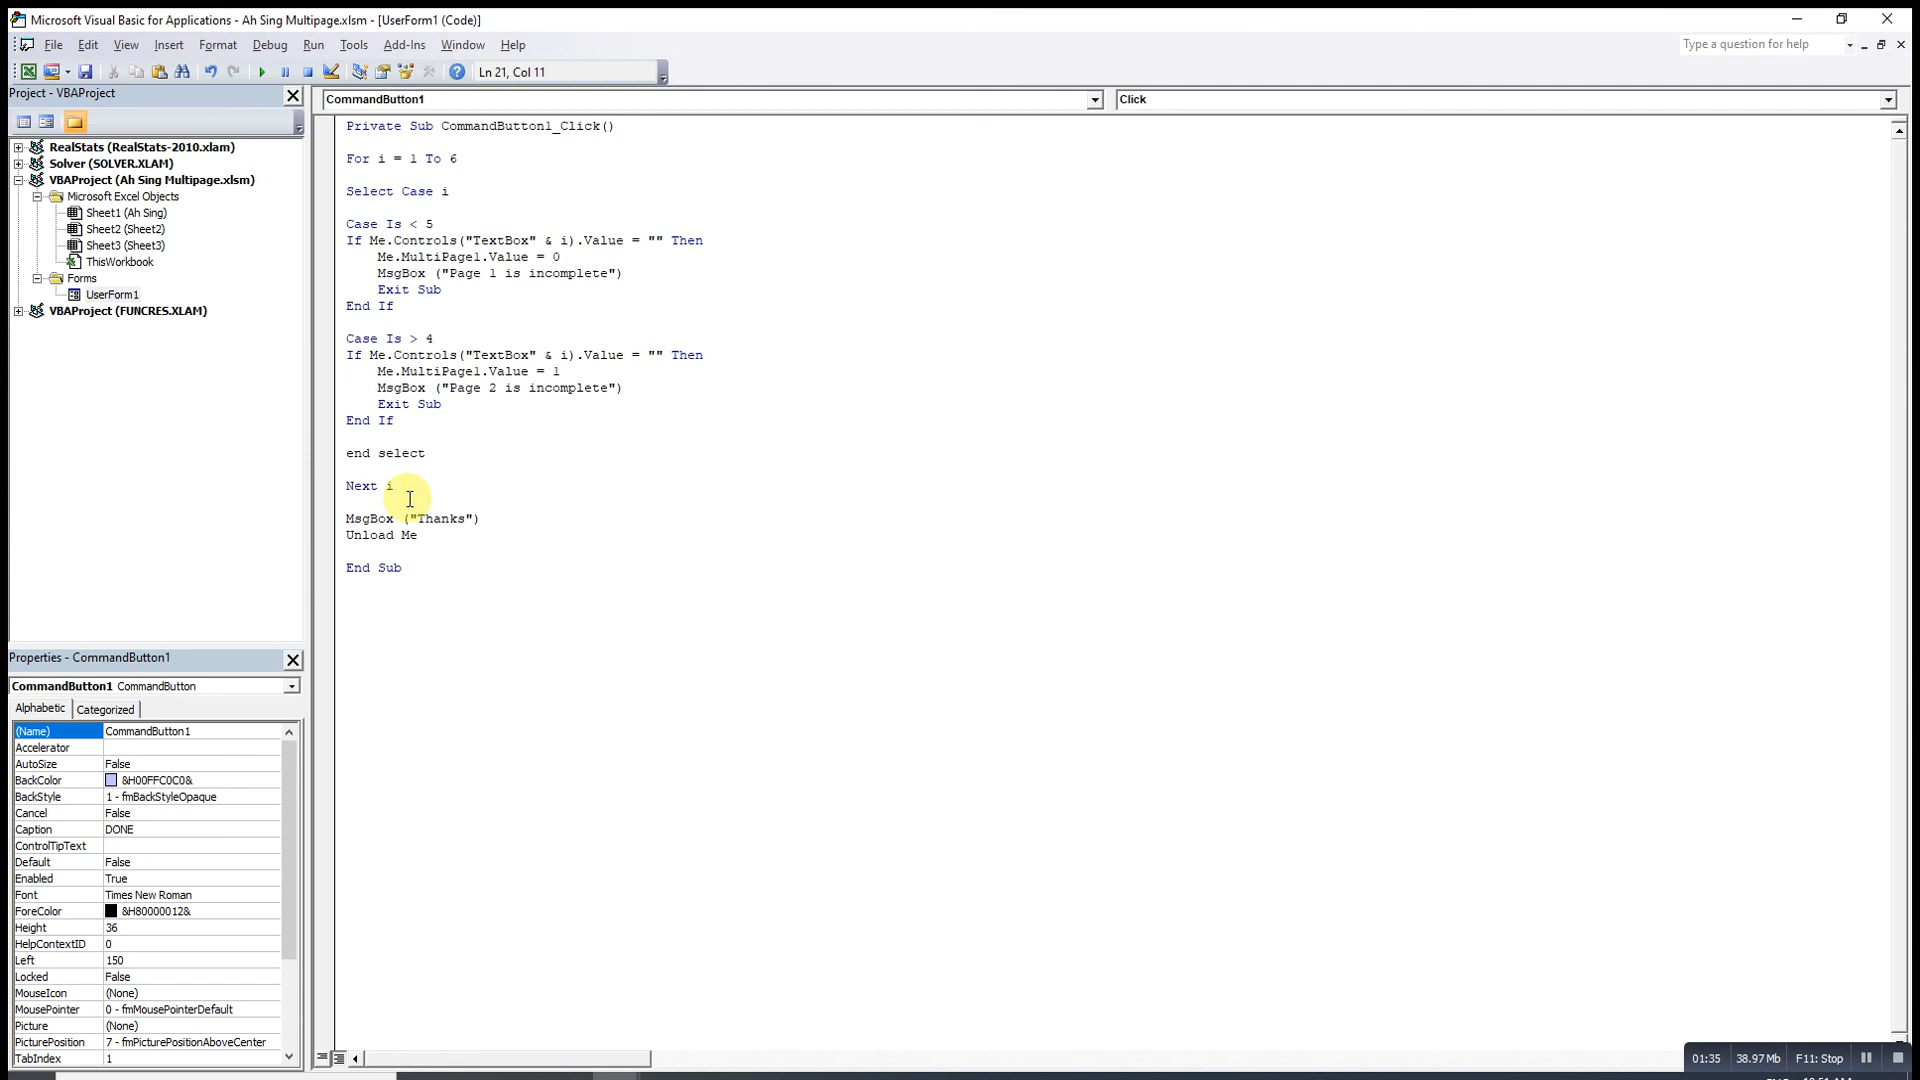 Microsoft Visual Basic for Applications - Ah Sing Multipage.xlsm - [UserForm1 (Code)]
File Edit View Insert Format Debug Run Tools Add-Ins Window Help
Type a question for help
Ln 21, Col 11
Project - VBAProject
RealStats (RealStats-2010.xlam)
Solver (SOLVER.XLAM)
VBAProject (Ah Sing Multipage.xlsm)
Microsoft Excel Objects
Sheet1 (Ah Sing)
Sheet2 (Sheet2)
Sheet3 (Sheet3)
ThisWorkbook
Forms
UserForm1
VBAProject (FUNCRES.XLAM)
CommandButton1
Click
Private Sub CommandButton1_Click()
For i = 1 To 6
Select Case i
Case Is < 5
If Me.Controls("TextBox" & i).Value = "" Then
Me.MultiPage1.Value = 0
MsgBox ("Page 1 is incomplete")
Exit Sub
End If
Case Is > 4
If Me.Controls("TextBox" & i).Value = "" Then
Me.MultiPage1.Value = 1
MsgBox ("Page 2 is incomplete")
Exit Sub
End If
end select
Next i
MsgBox ("Thanks")
Unload Me
End Sub
Properties - CommandButton1
CommandButton1 CommandButton
Alphabetic Categorized
(Name) CommandButton1
Accelerator
AutoSize False
BackColor &H00FFC0C0&
BackStyle 1 - fmBackStyleOpaque
Cancel False
Caption DONE
ControlTipText
Default False
Enabled True
Font Times New Roman
ForeColor &H80000012&
Height 36
HelpContextID 0
Left 150
Locked False
MouseIcon (None)
MousePointer 0 - fmMousePointerDefault
Picture (None)
PicturePosition 7 - fmPicturePositionAboveCenter
TabIndex 1
01:35 38.97 Mb F11: Stop